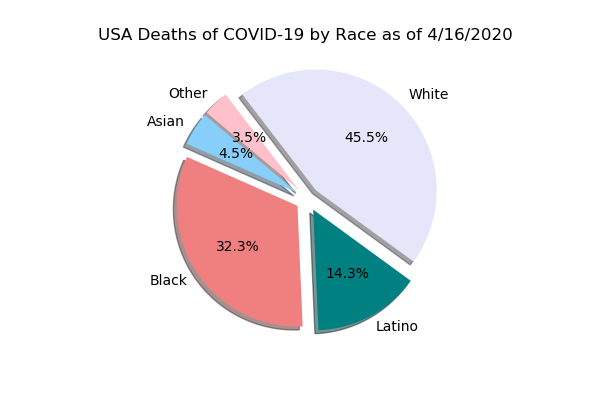 USA Deaths of COVID-19 by Race as of 4/16/2020
Other
White
Asian
3.5%
45.5%
4.5%
32.3%
14.3%
Black
Latino